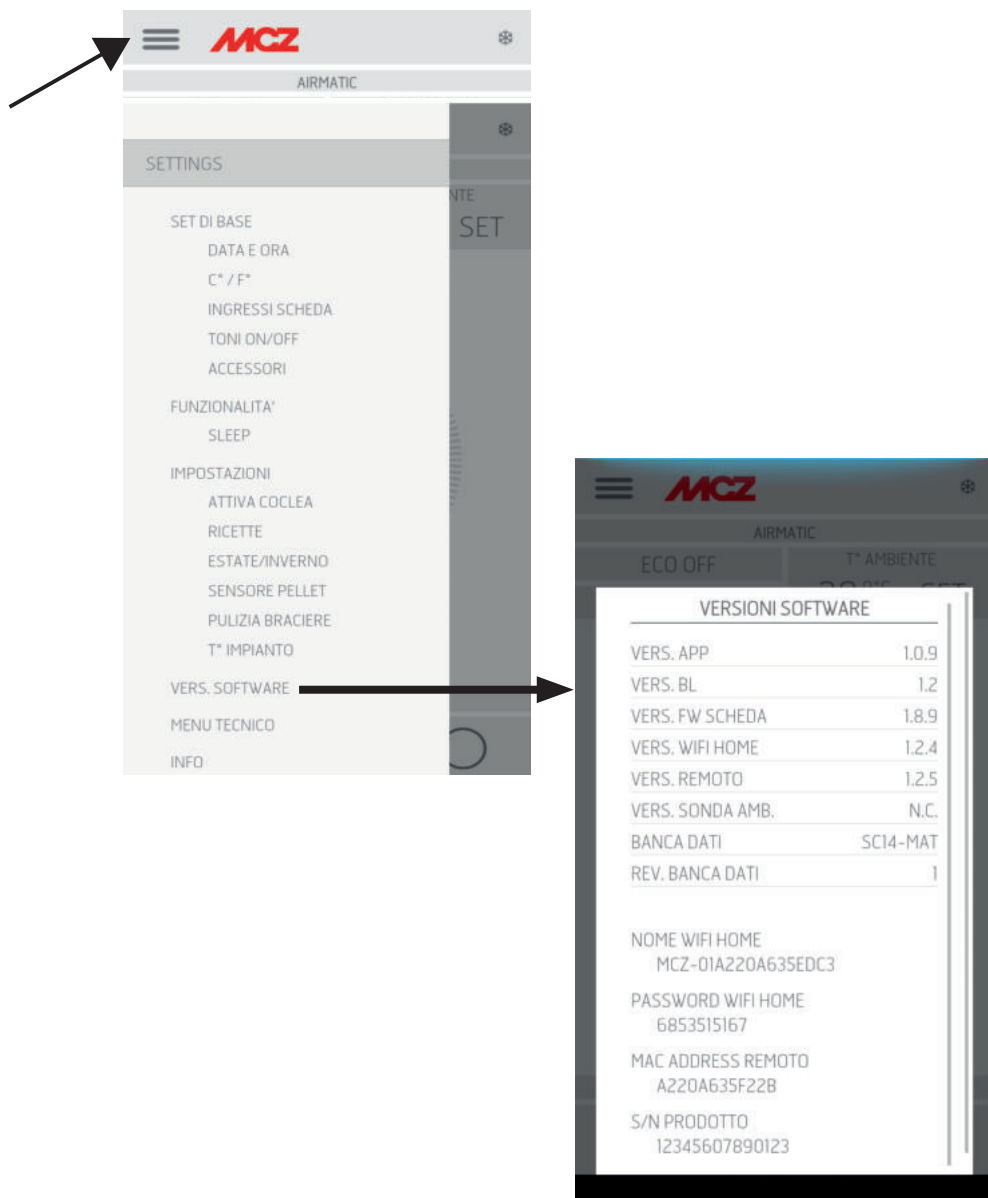 MCZ
AIRMATIC
SETTINGS
NTE
SET
SET DI BASE
DATA E ORA
C° / F°
INGRESSI SCHEDA
TONI ON/OFF
ACCESSORI
FUNZIONALITA'
SLEEP
IMPOSTAZIONI
ATTIVA COCLEA
RICETTE
ESTATE/INVERNO
SENSORE PELLET
PULIZIA BRACIERE
T° IMPIANTO
VERS. SOFTWARE
MENU TECNICO
INFO
MCZ
AIRMATIC
ECO OFF T° AMBIENTE
VERSIONI SOFTWARE
VERS. APP 1.0.9
VERS. BL 1.2
VERS. FW SCHEDA 1.8.9
VERS. WIFI HOME 1.2.4
VERS. REMOTO 1.2.5
VERS. SONDA AMB. N.C.
BANCA DATI SC14-MAT
REV. BANCA DATI 1
NOME WIFI HOME
MCZ-01A220A635EDC3
PASSWORD WIFI HOME
6853515167
MAC ADDRESS REMOTO
A220A635F22B
S/N PRODOTTO
12345607890123